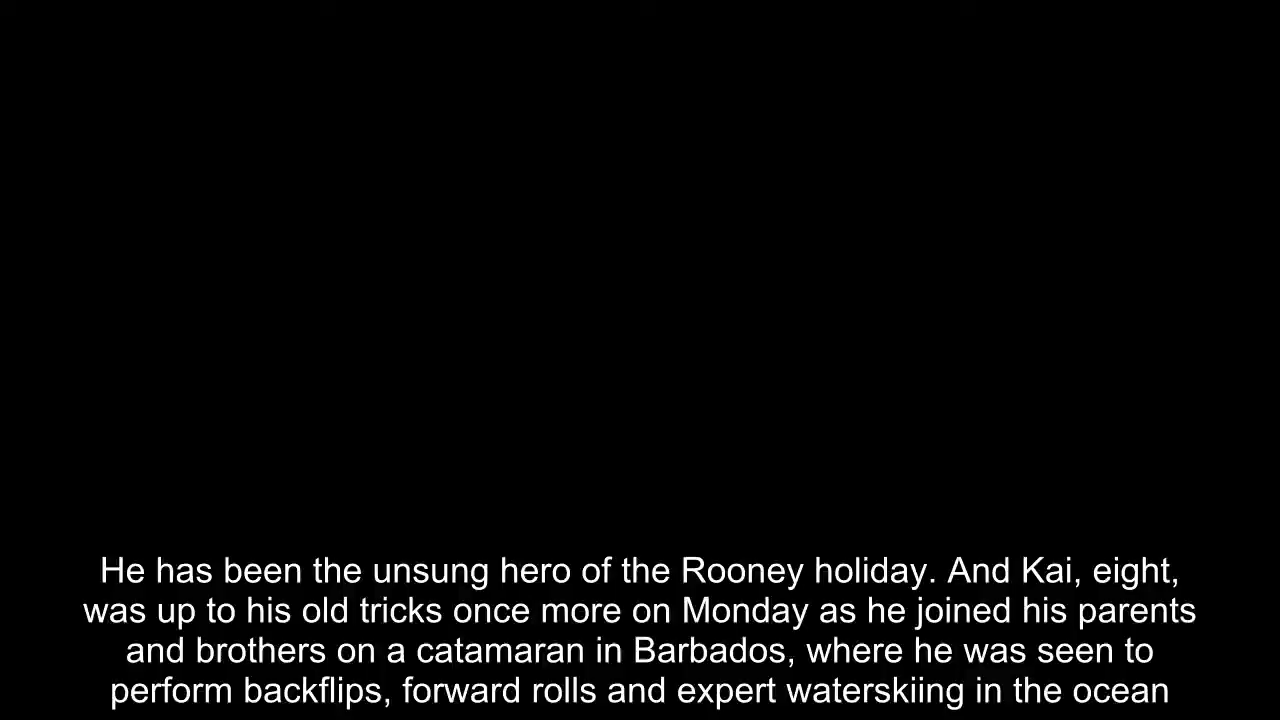 He has been the unsung hero of the Rooney holiday. And Kai, eight,
was up to his old tricks once more on Monday as he joined his parents
and brothers on a catamaran in Barbados, where he was seen to
perform backflips, forward rolls and expert waterskiing in the ocean